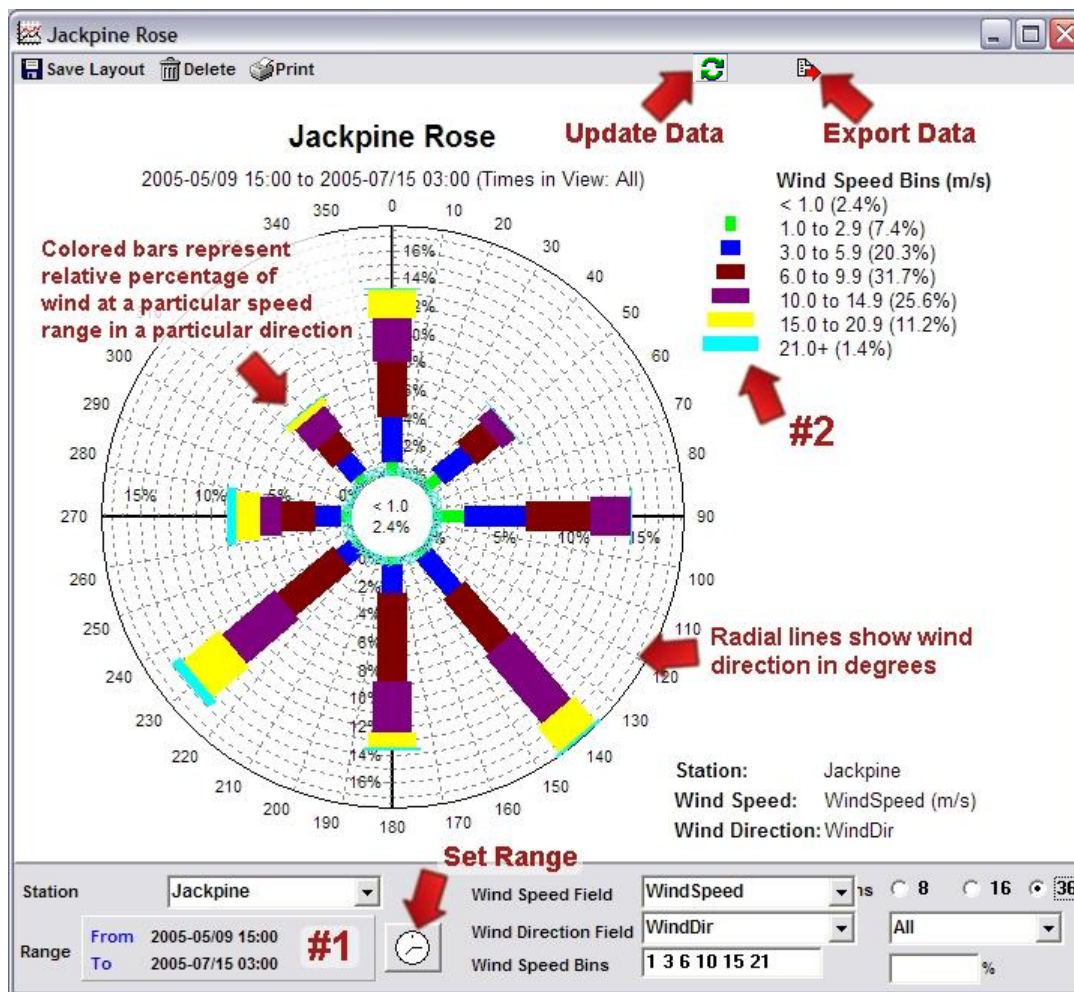 Jackpine Rose
Save Layout Delete Print
Update Data Export Data
Jackpine Rose
2005-05/09 15:00 to 2005-07/15 03:00 (Times in View: All)
Wind Speed Bins (m/s)
< 1.0 (2.4%)
1.0 to 2.9 (7.4%)
3.0 to 5.9 (20.3%)
6.0 to 9.9 (31.7%)
10.0 to 14.9 (25.6%)
15.0 to 20.9 (11.2%)
21.0+ (1.4%)
#2
Colored bars represent
relative percentage of
wind at a particular speed
range in a particular direction
340 350 0 10 20
30
40
50
60
70
80
90
100
110
120
130
140
150
160
170
180
190
200
210
220
230
240
250
260
270
280
290
300
16%
14%
15% 10% 5% 0%
< 1.0
2.4%
5% 10% 15%
2%
4%
6%
8%
10%
12%
14%
16%
Radial lines show wind
direction in degrees
Station: Jackpine
Wind Speed: WindSpeed (m/s)
Wind Direction: WindDir
Set Range
Station Jackpine
Wind Speed Field WindSpeed 8 16 36
Range From 2005-05/09 15:00 #1
To 2005-07/15 03:00
Wind Direction Field WindDir All
Wind Speed Bins 1 3 6 10 15 21 %